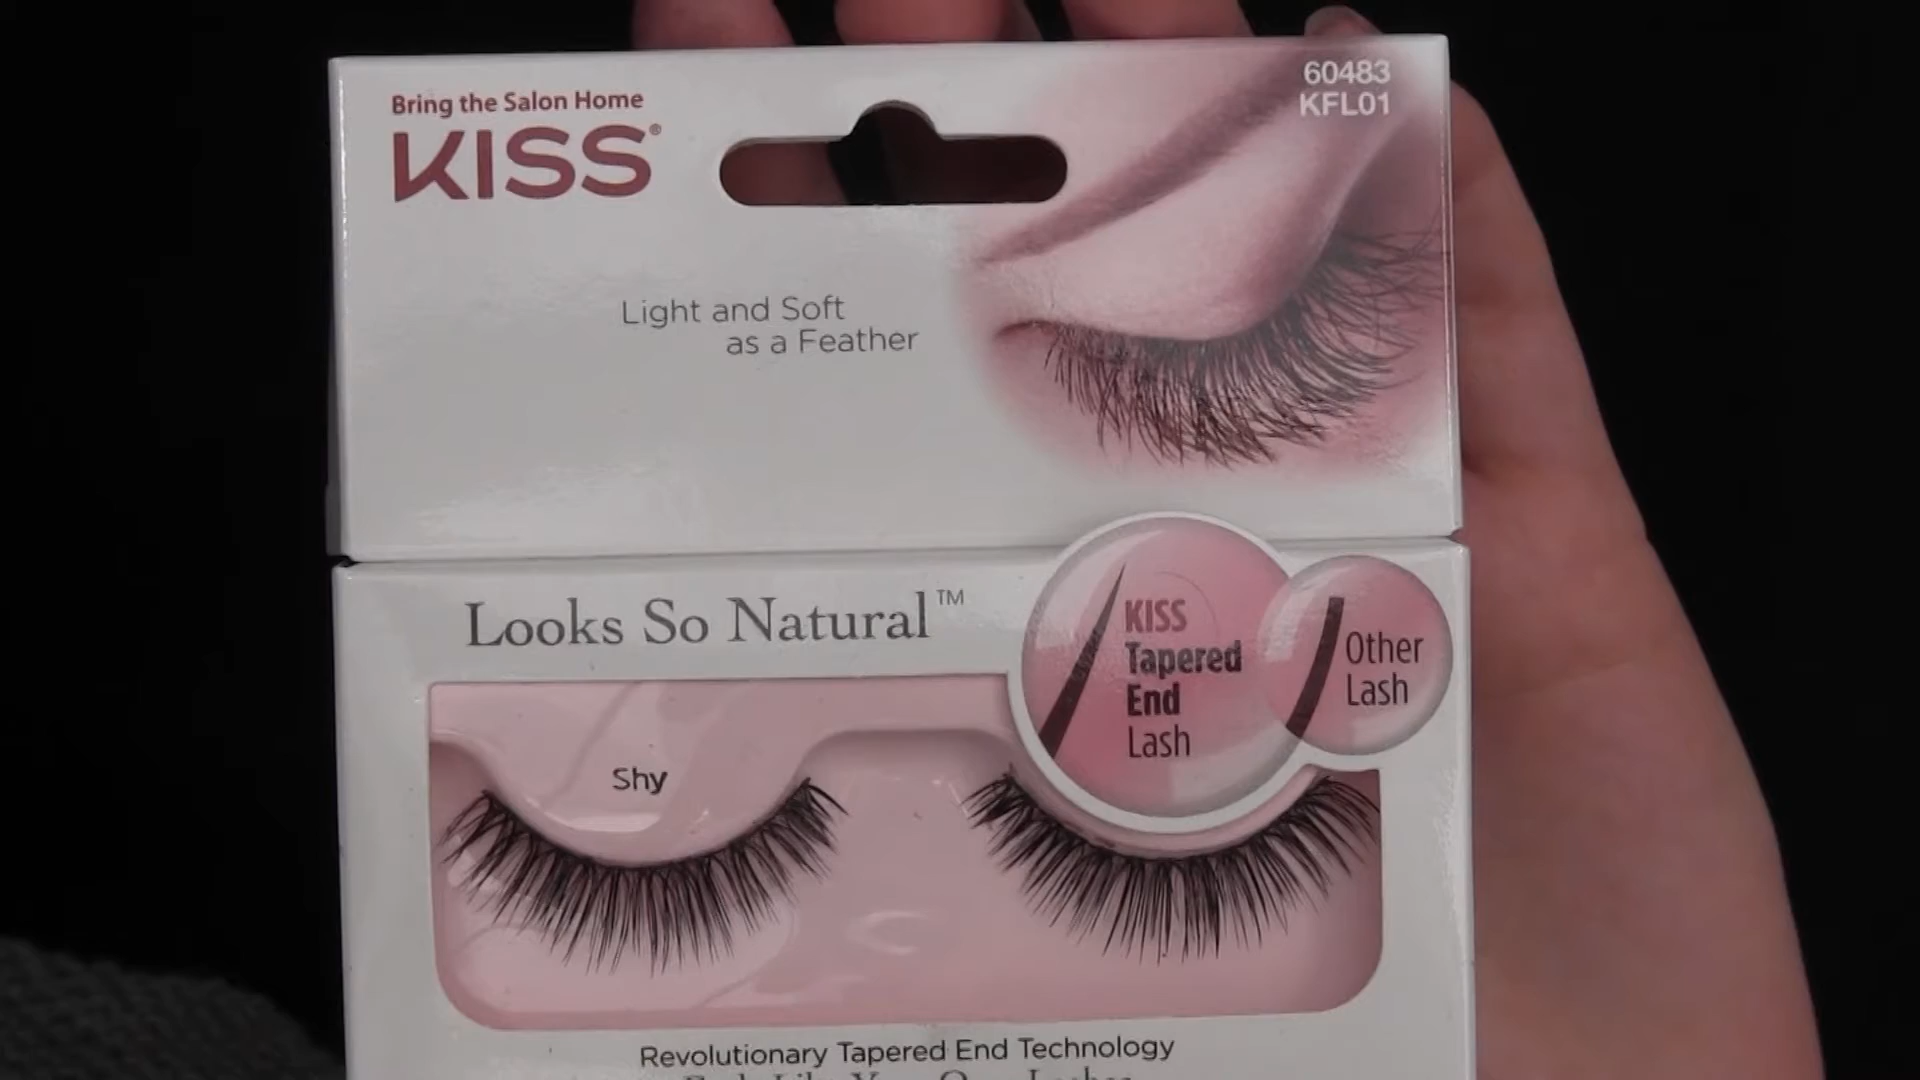 Bring the Salon Home
KISS®
60483
KFL01
Light and Soft
as a Feather
Looks So Natural™
KISS
Tapered
End
Lash
Other
Lash
Shy
Revolutionary Tapered End Technology